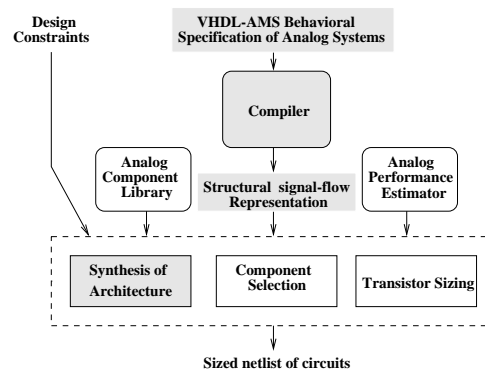 Design
Constraints
VHDL-AMS Behavioral
Specification of Analog Systems
Compiler
Analog
Component
Library
Structural signal-flow
Representation
Analog
Performance
Estimator
Synthesis of
Architecture
Component
Selection
Transistor Sizing
Sized netlist of circuits